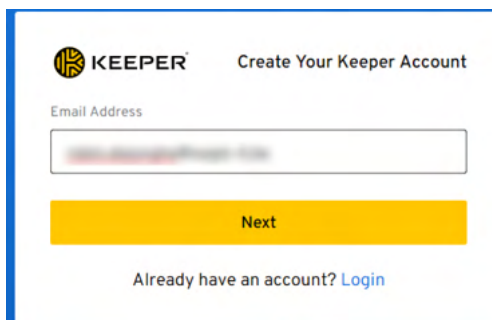 KEEPER Create Your Keeper Account
Email Address
Next
Already have an account? Login